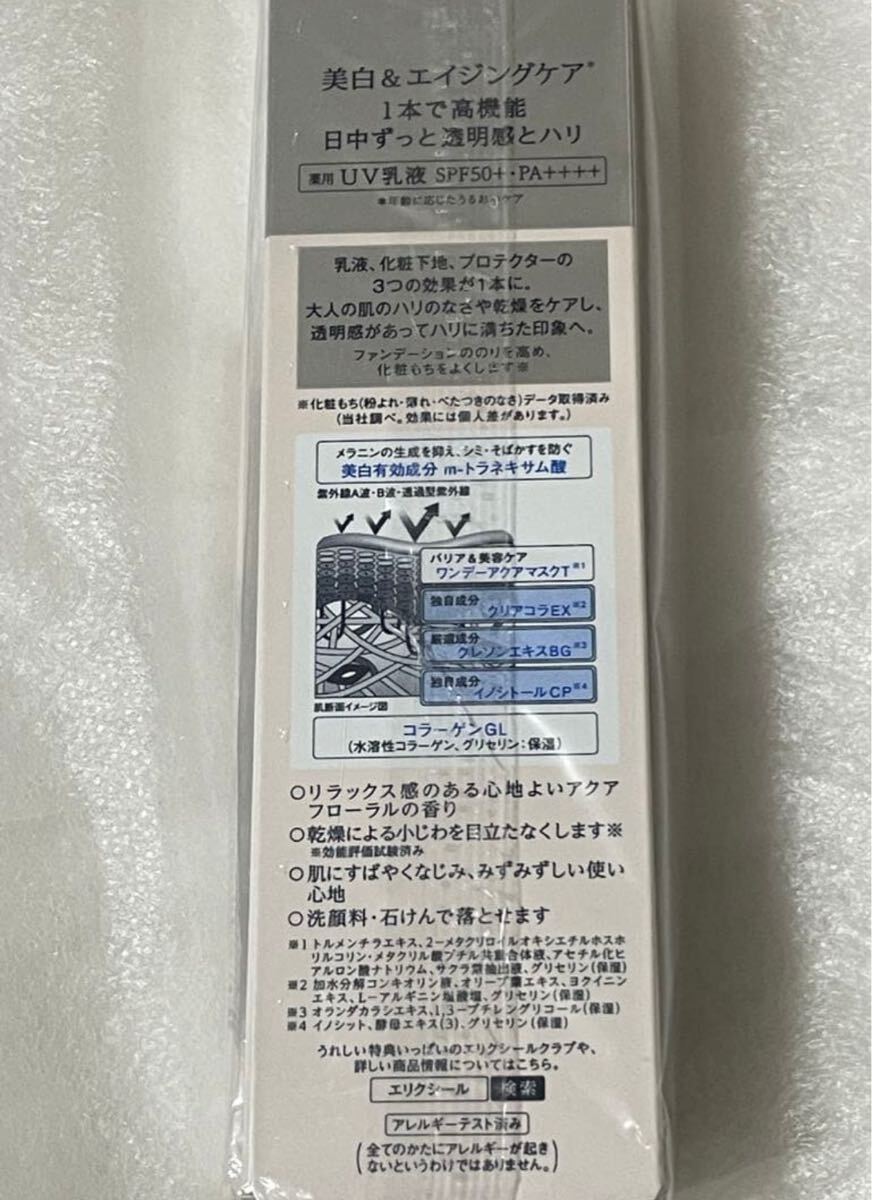 美白&エイジングケア*
1本で高機能
日中ずっと透明感とハリ
薬用 UV乳液 SPF50+・PA++++
*年齢に応じたうるおいケア
乳液、化粧下地、プロテクターの
3つの効果が1本に。
大人の肌のハリのなさや乾燥をケアし、
透明感があってハリに満ちた印象へ。
ファンデーションののりを高め、
化粧もちをよくします※
※化粧もち(粉よれ・薄れ・べたつきのなさ)データ取得済み
(当社調べ。効果には個人差があります。)
メラニンの生成を抑え、シミ・そばかすを防ぐ
美白有効成分 m-トラネキサム酸
紫外線A波・B波・透過型紫外線
バリア&美容ケア
ワンデーアクアマスクT※1
独自成分
クリアコラEX※2
厳選成分
クレソンエキスBG※3
独自成分
イノシトールCP※4
肌断面イメージ図
コラーゲンGL
(水溶性コラーゲン、グリセリン:保湿)
○リラックス感のある心地よいアクア
フローラルの香り
○乾燥による小じわを目立たなくします※
※効能評価試験済み
○肌にすばやくなじみ、みずみずしい使い
心地
○洗顔料・石けんで落とせます
※1トルメンチラエキス、2-メタクリロイルオキシエチルホスホ
リルコリン・メタクリル酸ブチル共重合体液、アセチル化ヒ
アルロン酸ナトリウム、サクラ葉抽出液、グリセリン(保湿)
※2 加水分解コンキオリン液、オリーブ葉エキス、ヨクイニン
エキス、L-アルギニン塩酸塩、グリセリン(保湿)
※3オランダカラシエキス、1,3-ブチレングリコール(保湿)
※4 イノシット、酵母エキス(3)、グリセリン(保湿)
うれしい特典いっぱいのエリクシールクラブや、
詳しい商品情報についてはこちら。
エリクシール 検索
アレルギーテスト済み
(全てのかたにアレルギーが起き
ないというわけではありません。)